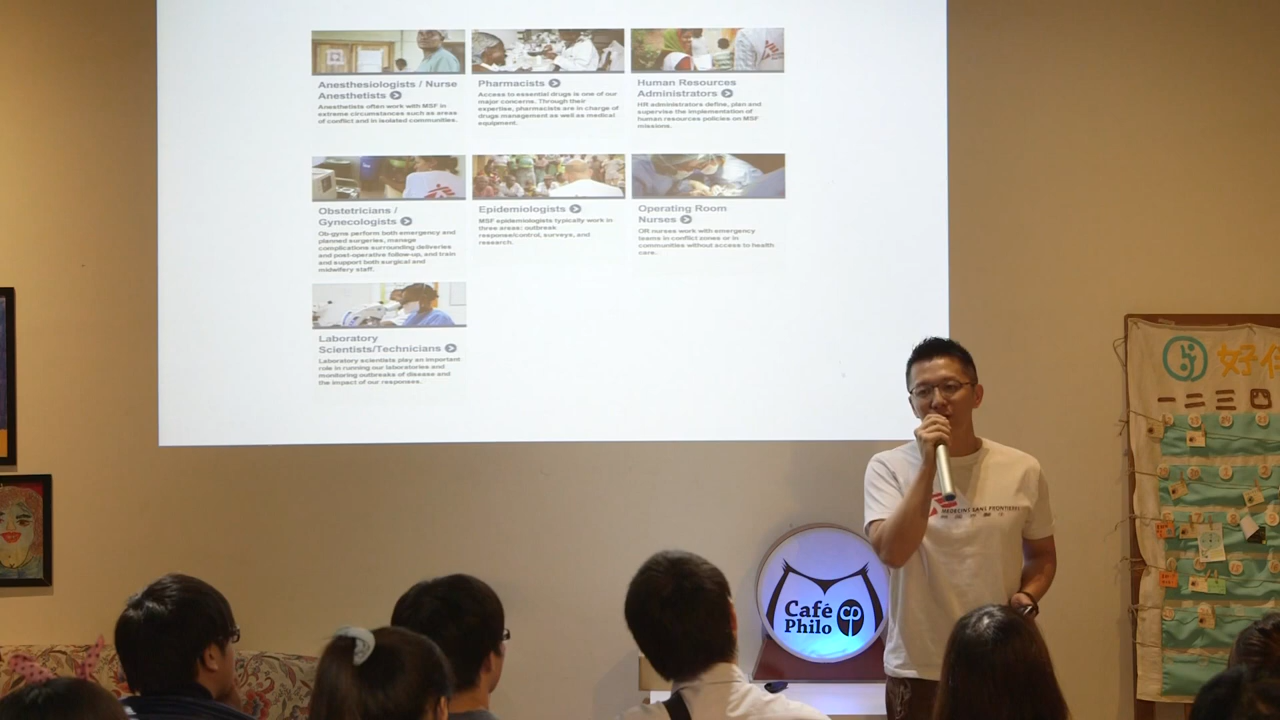 Anesthesiologists / Nurse
Anesthetists
Anesthetists often work with MSF in
extreme circumstances such as areas
of conflict and in isolated communities.
Pharmacists
Access to essential drugs is one of our
major concerns. Through their
expertise, pharmacists are in charge of
drugs management as well as medical
equipment.
Human Resources
Administrators
HR administrators define, plan and
supervise the implementation of
human resources policies on MSF
missions.
Obstetricians /
Gynecologists
Ob-gyns perform both emergency and
planned surgeries, manage
complications surrounding deliveries
and post-operative follow-up, and train
and support both surgical and
midwifery staff.
Epidemiologists
MSF epidemiologists typically work in
three areas: outbreak
response/control, surveys, and
research.
Operating Room
Nurses
OR nurses work with emergency
teams in conflict zones or in
communities without access to health
care.
Laboratory
Scientists/Technicians
Laboratory scientists play an important
role in running our laboratories and
monitoring outbreaks of disease and
the impact of our responses.
MEDECINS SANS FRONTIERES
Café
Philo
cp
好
一二三四